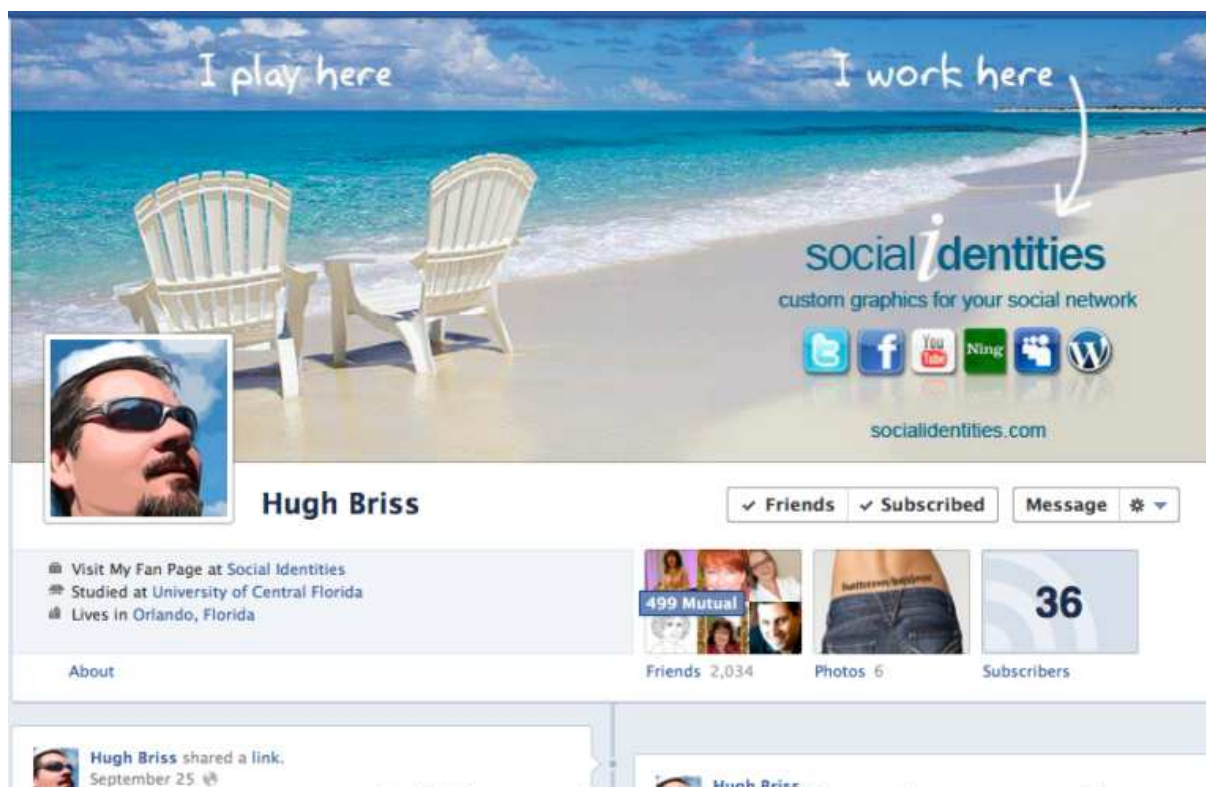 I play here
I work here
social identities
custom graphics for your social network
You
Tube
Ning
socialidentities.com
Hugh Briss
✓ Friends ✓ Subscribed Message
Visit My Fan Page at Social Identities
Studied at University of Central Florida
Lives in Orlando, Florida
499 Mutual
36
About
Friends 2,034 Photos 6 Subscribers
Hugh Briss shared a link.
September 25
Hugh Briss